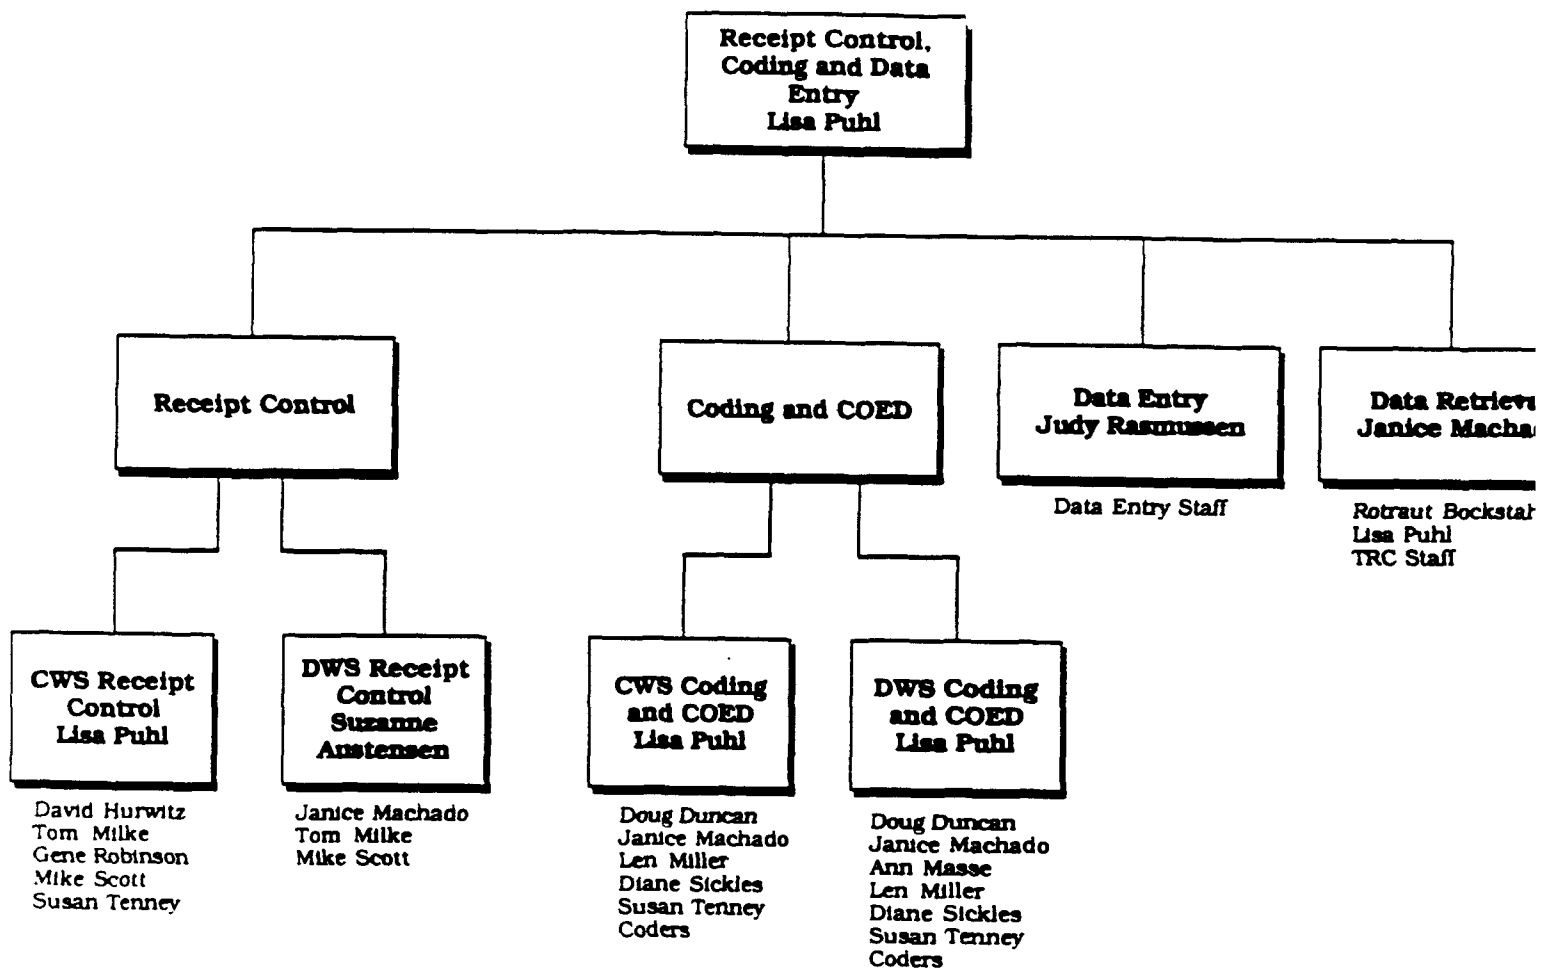 Receipt Control,
Coding and Data
Entry
Lisa Puhl
Receipt Control
Coding and COED
Data Entry
Judy Rasmussen
Data Entry Staff
Data
Janice
Rotraut
Lisa Puhl
TRC Staff
CWS Receipt
Control
Lisa Puhl
David Hurwitz
Tom Milke
Gene Robinson
Mike Scott
Susan Tenney
DWS Receipt
Control
Suzanne
Anstensen
Janice Machado
Tom Milke
Mike Scott
CWS Coding
and COED
Lisa Puhl
Doug Duncan
Janice Machado
Len Miller
Diane Sickles
Susan Tenney
Coders
DWS Coding
and COED
Lisa Puhl
Doug Duncan
Janice Machado
Ann Masse
Len Miller
Diane Sickles
Susan Tenney
Coders